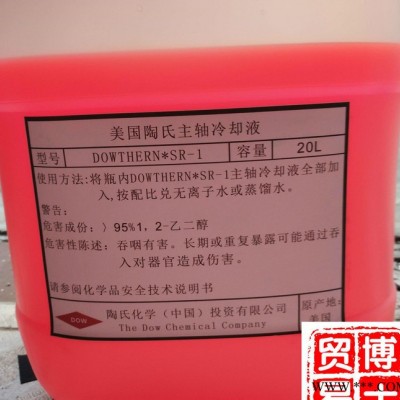 美国陶氏主轴冷却液
型号 DOWTHERN*SR-1 容量 20L
使用方法:将瓶内DOWTHERN*SR-1主轴冷却液全部加
入,按配比兑无离子水或蒸馏水。
警告:
危害成份:〉95%1,2-乙二醇
危害性陈述:吞咽有害。长期或重复暴露可能通过吞
入对器官造成伤害。
请参阅化学品安全技术说明书
DOW
陶氏化学(中国)投资有限公司
The Dow Chemical Company
原产地:
美国
贸博
www.***.com